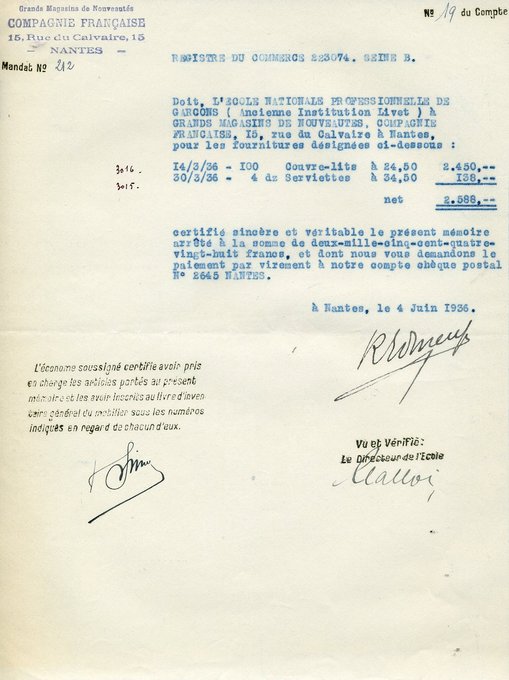 Grands Magasins de Nouveautés
COMPAGNIE FRANÇAISE
15, Rue du Calvaire, 15
— NANTES —
Mandat Nº 212
Nº 19 du Compte
REGISTRE DU COMMERCE 223074. SEINE B.
Doit, L'ECOLE NATIONALE PROFESSIONNELLE DE
GARCONS ( Ancienne Institution Livet ) à
GRANDS MAGASINS DE NOUVEAUTES, COMPAGNIE
FRANCAISE, I5, rue du Calvaire à Nantes,
pour les fournitures désignées ci-dessous :
3016. I4/3/36 - I00 Couvre-lits à 24,50 2.450,--
3015. 30/3/36 - 4 dz Serviettes à 34,50 I38,--
net 2.588,--
certifié sincère et véritable le présent mémoire
arrêté à la somme de deux-mille-cinq-cent-quatre-
vingt-huit francs, et dont nous vous demandons le
paiement par virement à notre compte chèque postal
N° 2645 NANTES.
à Nantes, le 4 Juin I936.
L'économe soussigné certifie avoir pris
en charge les articles portés au présent
mémoire et les avoir inscrits au livre d'inven
taire général du mobilier sous les numéros
indiqués en regard de chacun d'eux.
Vu et Vérifié:
Le Directeur de l'Ecole